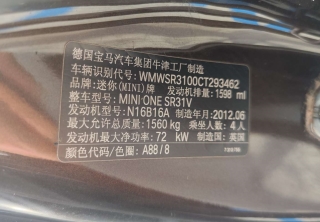 德国宝马汽车集团牛津工厂制造
车辆识别代号：WMWSR3100CT293462
品牌：迷你(MINI)牌 发动机排量：1598 ml
整车型号：MINI ONE SR31V
发动机型号：N16B16A 制造年月：2012.06
最大允许总质量：1560 kg 乘坐人数：4人
发动机最大功率：72 kW 制造国：英国
颜色代码/色圈：A88/8